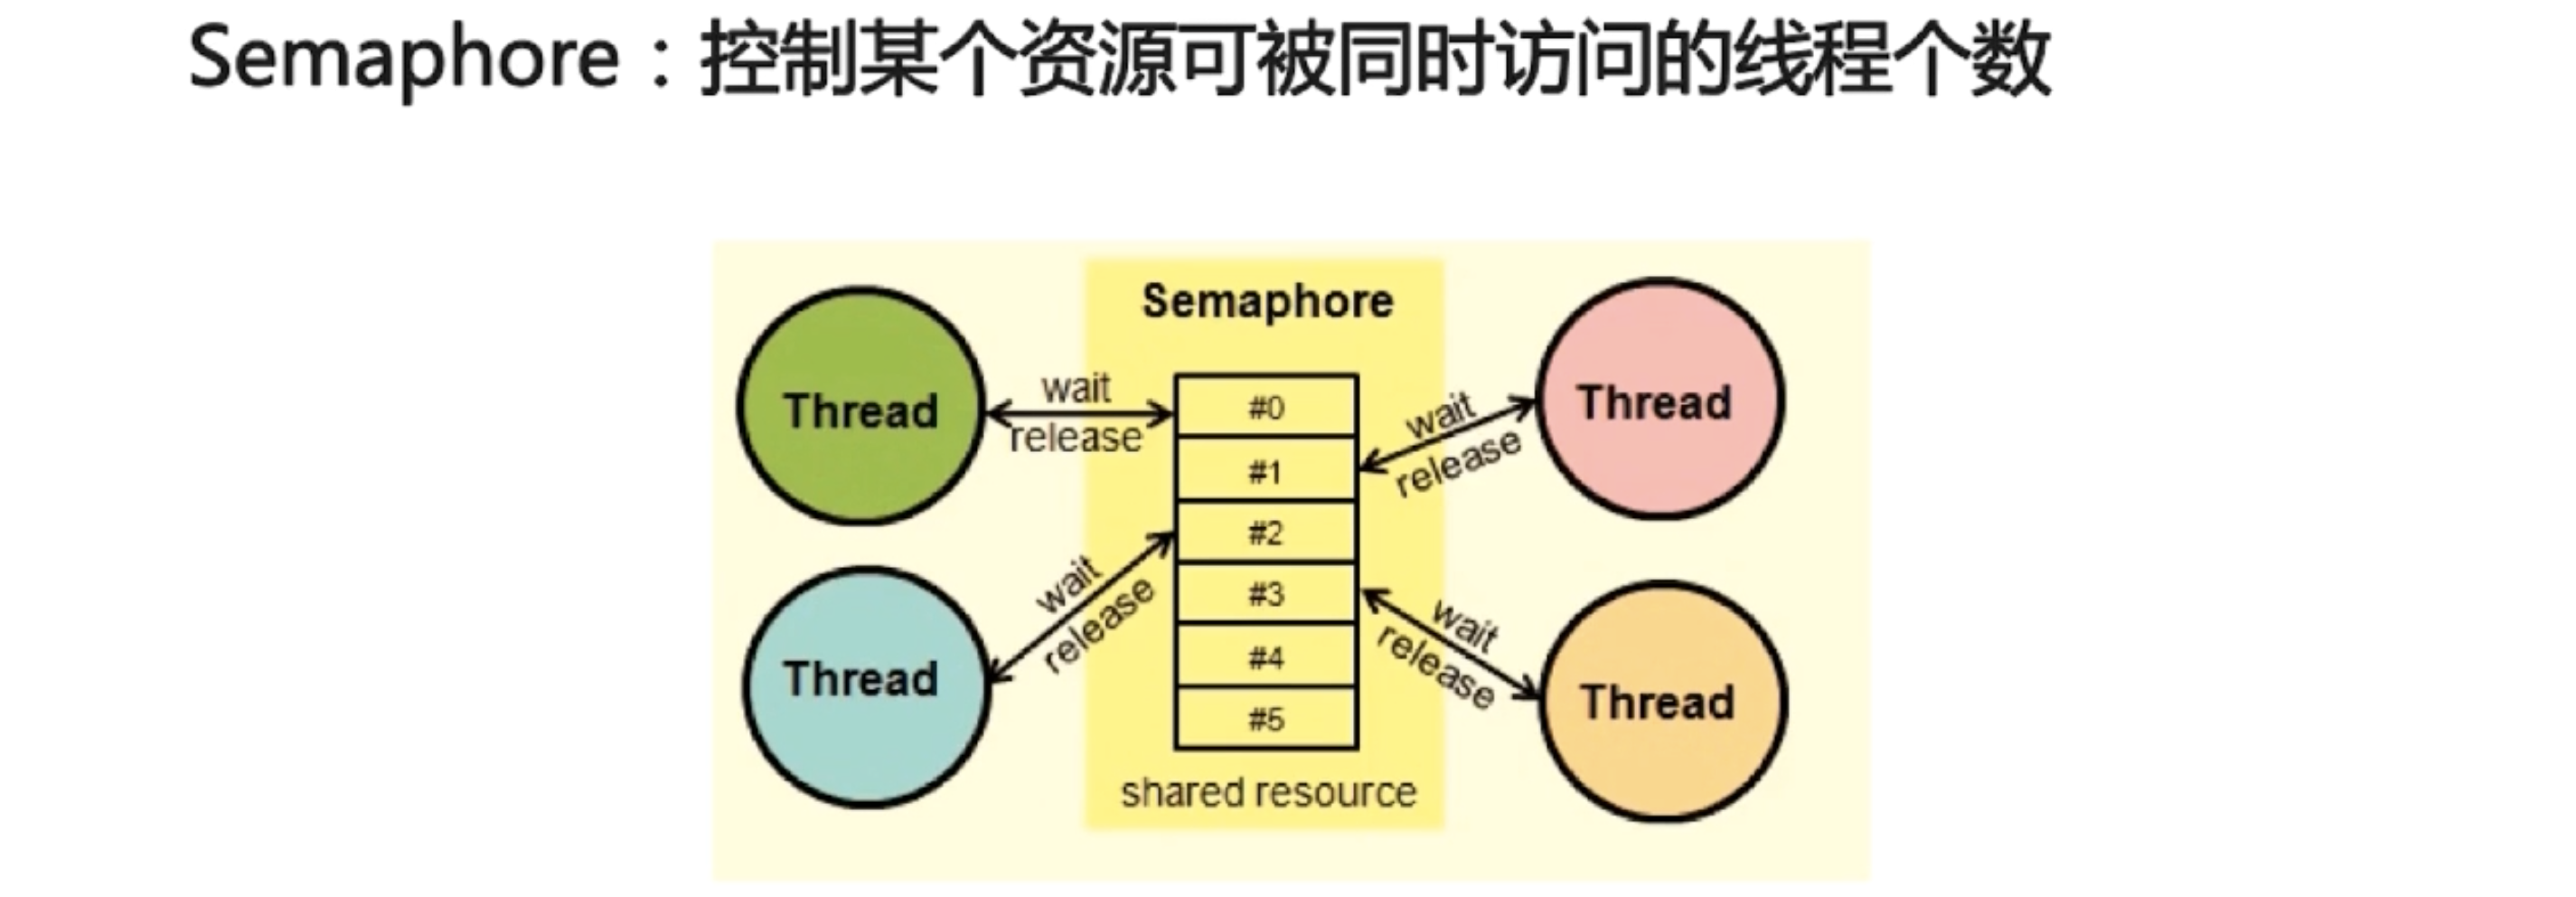 Semaphore：控制某个资源可被同时访问的线程个数
Semaphore
Thread
wait
release
#0
#1
#2
#3
#4
#5
wait
release
Thread
Thread
wait
release
wait
release
Thread
shared resource